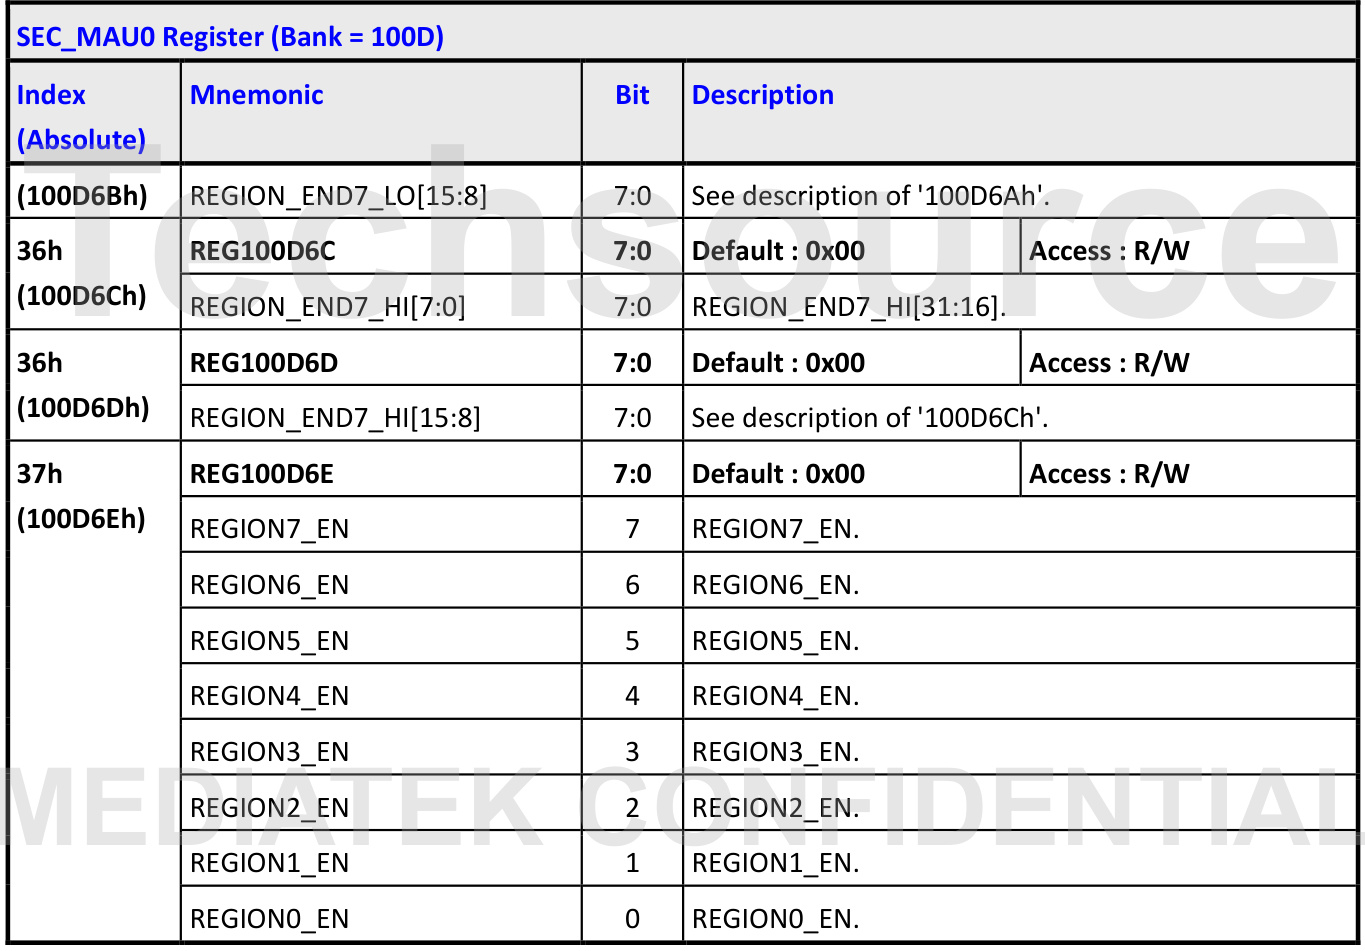 SEC_MAU0 Register (Bank = 100D)
Index (Absolute) Mnemonic Bit Description
(100D6Bh) REGION_END7_LO[15:8] 7:0 See description of '100D6Ah'.
36h (100D6Ch) REG100D6C 7:0 Default : 0x00 Access : R/W
REGION_END7_HI[7:0] 7:0 REGION_END7_HI[31:16].
36h (100D6Dh) REG100D6D 7:0 Default : 0x00 Access : R/W
REGION_END7_HI[15:8] 7:0 See description of '100D6Ch'.
37h (100D6Eh) REG100D6E 7:0 Default : 0x00 Access : R/W
REGION7_EN 7 REGION7_EN.
REGION6_EN 6 REGION6_EN.
REGION5_EN 5 REGION5_EN.
REGION4_EN 4 REGION4_EN.
REGION3_EN 3 REGION3_EN.
REGION2_EN 2 REGION2_EN.
REGION1_EN 1 REGION1_EN.
REGION0_EN 0 REGION0_EN.
Techsource
MEDIATEK CONFIDENTIAL